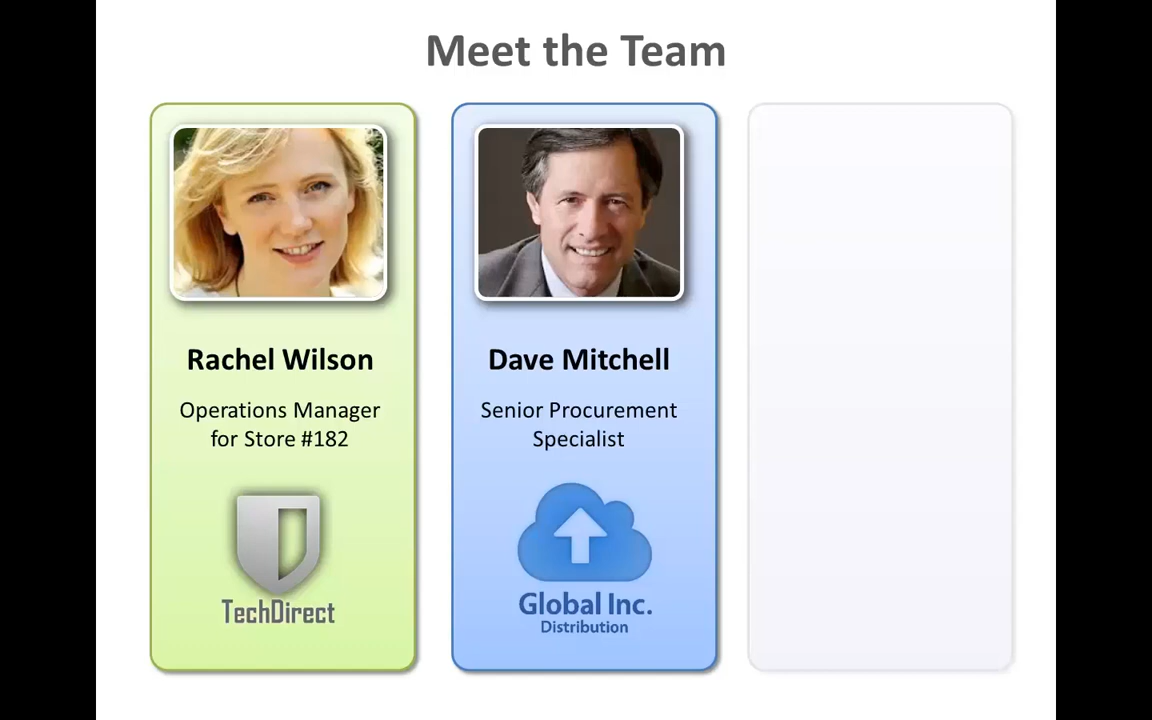 Meet the Team
Rachel Wilson
Operations Manager
for Store #182
TechDirect
Dave Mitchell
Senior Procurement
Specialist
Global Inc.
Distribution